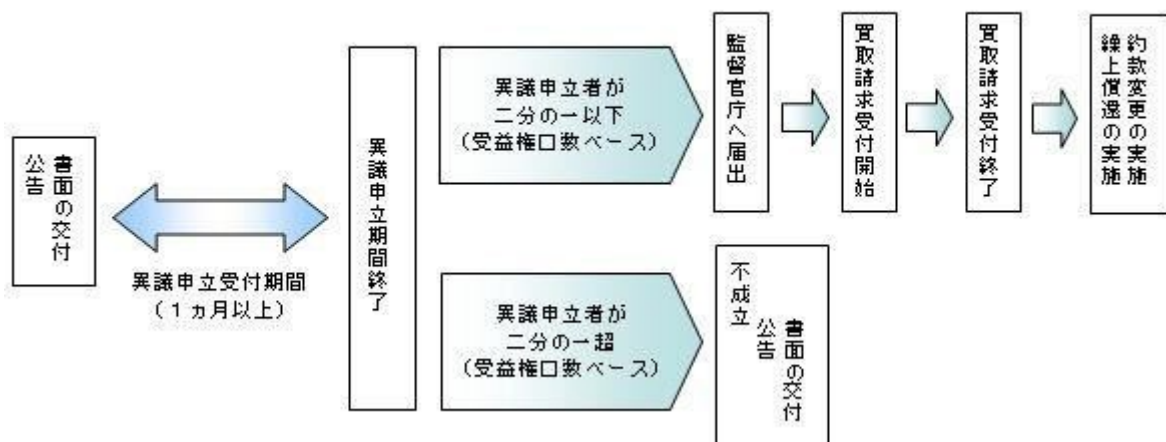 書面の交付
公告
異議申立受付期間
（１ヵ月以上）
異議申立期間終了
異議申立者が
二分の一以下
（受益権口数ベース）
監督官庁へ届出
買取請求受付開始
買取請求受付終了
約款変更の実施
繰上償還の実施
異議申立者が
二分の一超
（受益権口数ベース）
不成立
書面の交付
公告